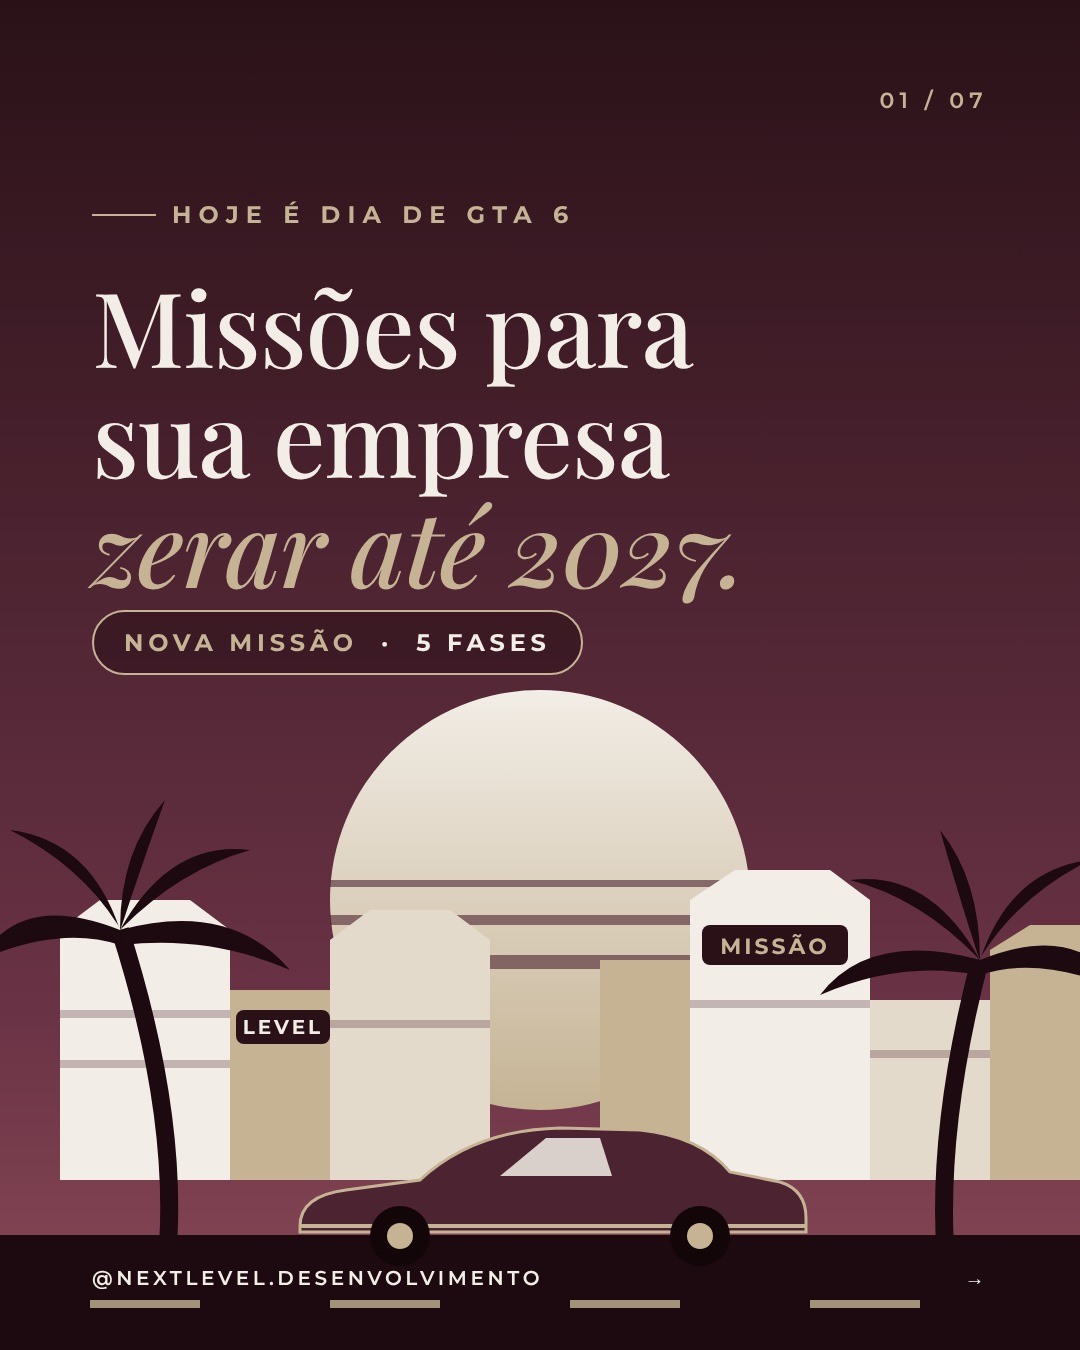 01 / 07
HOJE É DIA DE GTA 6
Missões para
sua empresa
zerar até 2027.
NOVA MISSÃO · 5 FASES
MISSÃO
LEVEL
@NEXTLEVEL.DESENVOLVIMENTO →